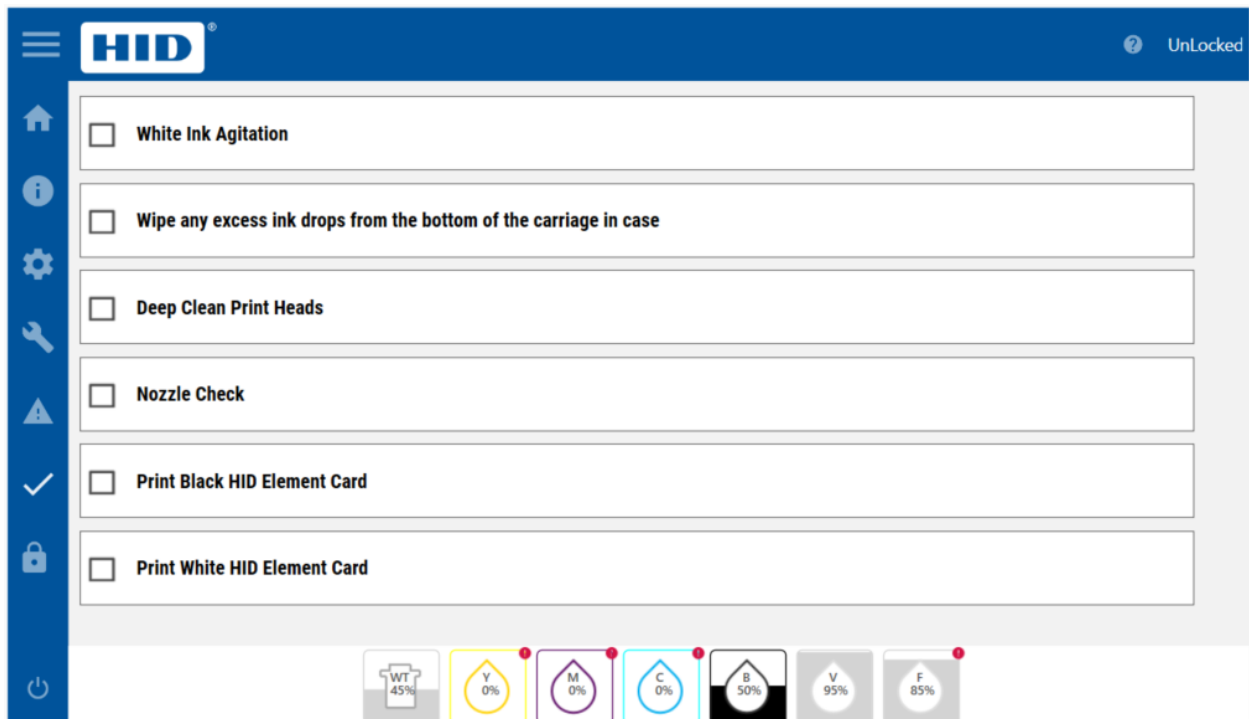 HID®
UnLocked
White Ink Agitation
Wipe any excess ink drops from the bottom of the carriage in case
Deep Clean Print Heads
Nozzle Check
Print Black HID Element Card
Print White HID Element Card
WT
45%
Y
0%
M
0%
C
0%
B
50%
V
95%
F
85%